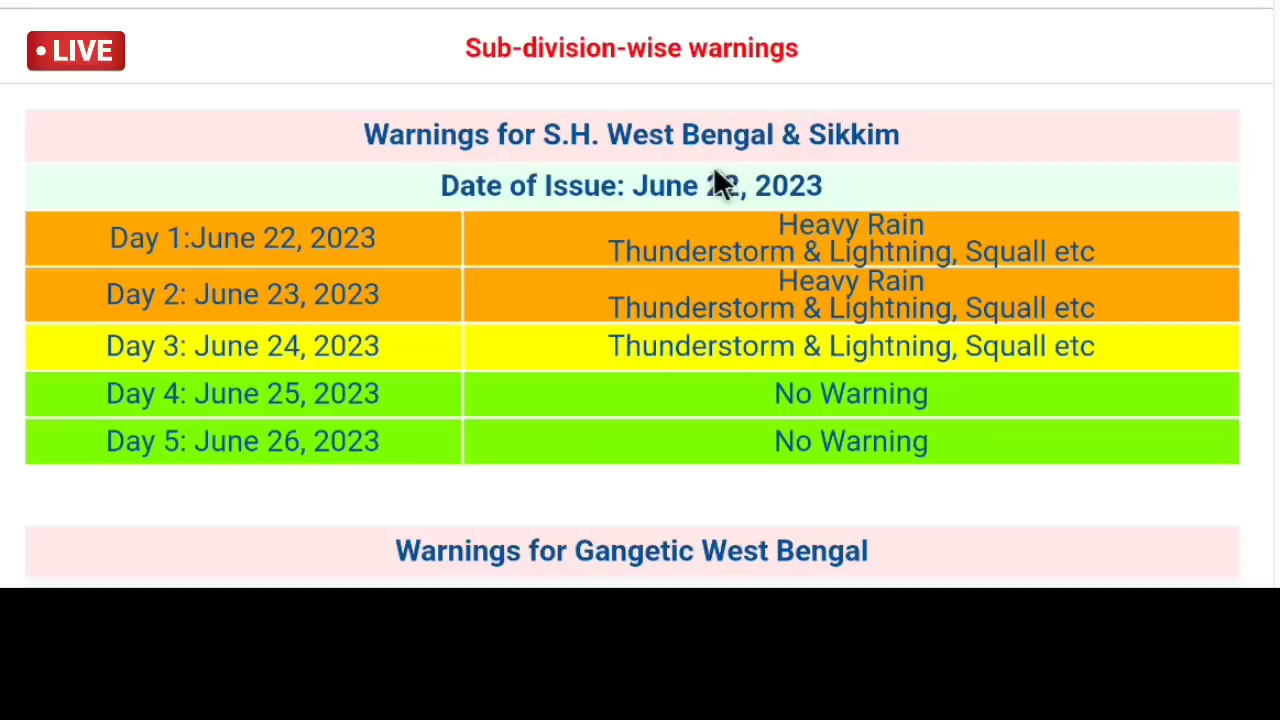 • LIVE
Sub-division-wise warnings
Warnings for S.H. West Bengal & Sikkim
Date of Issue: June 22, 2023
Day 1:June 22, 2023
Heavy Rain
Thunderstorm & Lightning, Squall etc
Day 2: June 23, 2023
Heavy Rain
Thunderstorm & Lightning, Squall etc
Day 3: June 24, 2023
Thunderstorm & Lightning, Squall etc
Day 4: June 25, 2023
No Warning
Day 5: June 26, 2023
No Warning
Warnings for Gangetic West Bengal